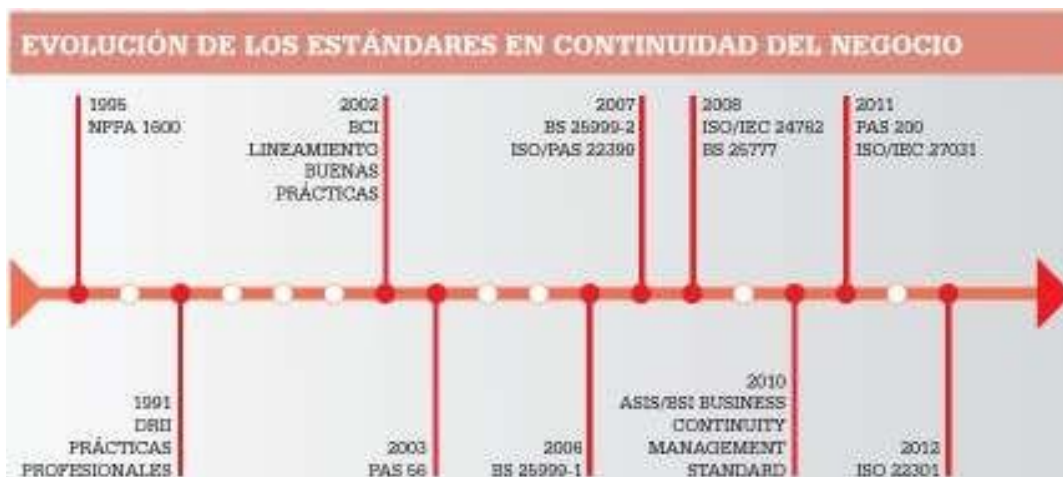 EVOLUCIÓN DE LOS ESTÁNDARES EN CONTINUIDAD DEL NEGOCIO
1995
NFPA 1600
2002
BCI
LINEAMIENTO
BUENAS
PRÁCTICAS
2007
BS 25999-2
ISO/PAS 22399
2008
ISO/IEC 24762
BS 25777
2011
PAS 200
ISO/IEC 27031
1991
DRII
PRÁCTICAS
PROFESIONALES
2003
PAS 56
2006
BS 25999-1
2010
ASIS/BSI BUSINESS
CONTINUITY
MANAGEMENT
STANDARD
2012
ISO 22301